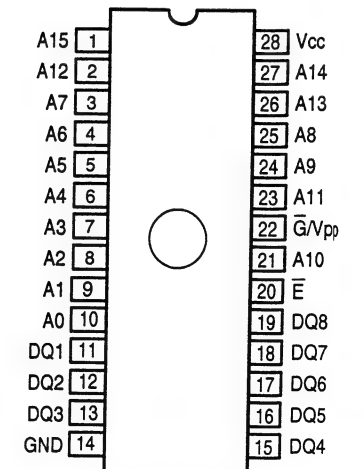 A15 1 28 Vcc
A12 2 27 A14
A7 3 26 A13
A6 4 25 A8
A5 5 24 A9
A4 6 23 A11
A3 7 22 G̅/Vpp
A2 8 21 A10
A1 9 20 E̅
A0 10 19 DQ8
DQ1 11 18 DQ7
DQ2 12 17 DQ6
DQ3 13 16 DQ5
GND 14 15 DQ4